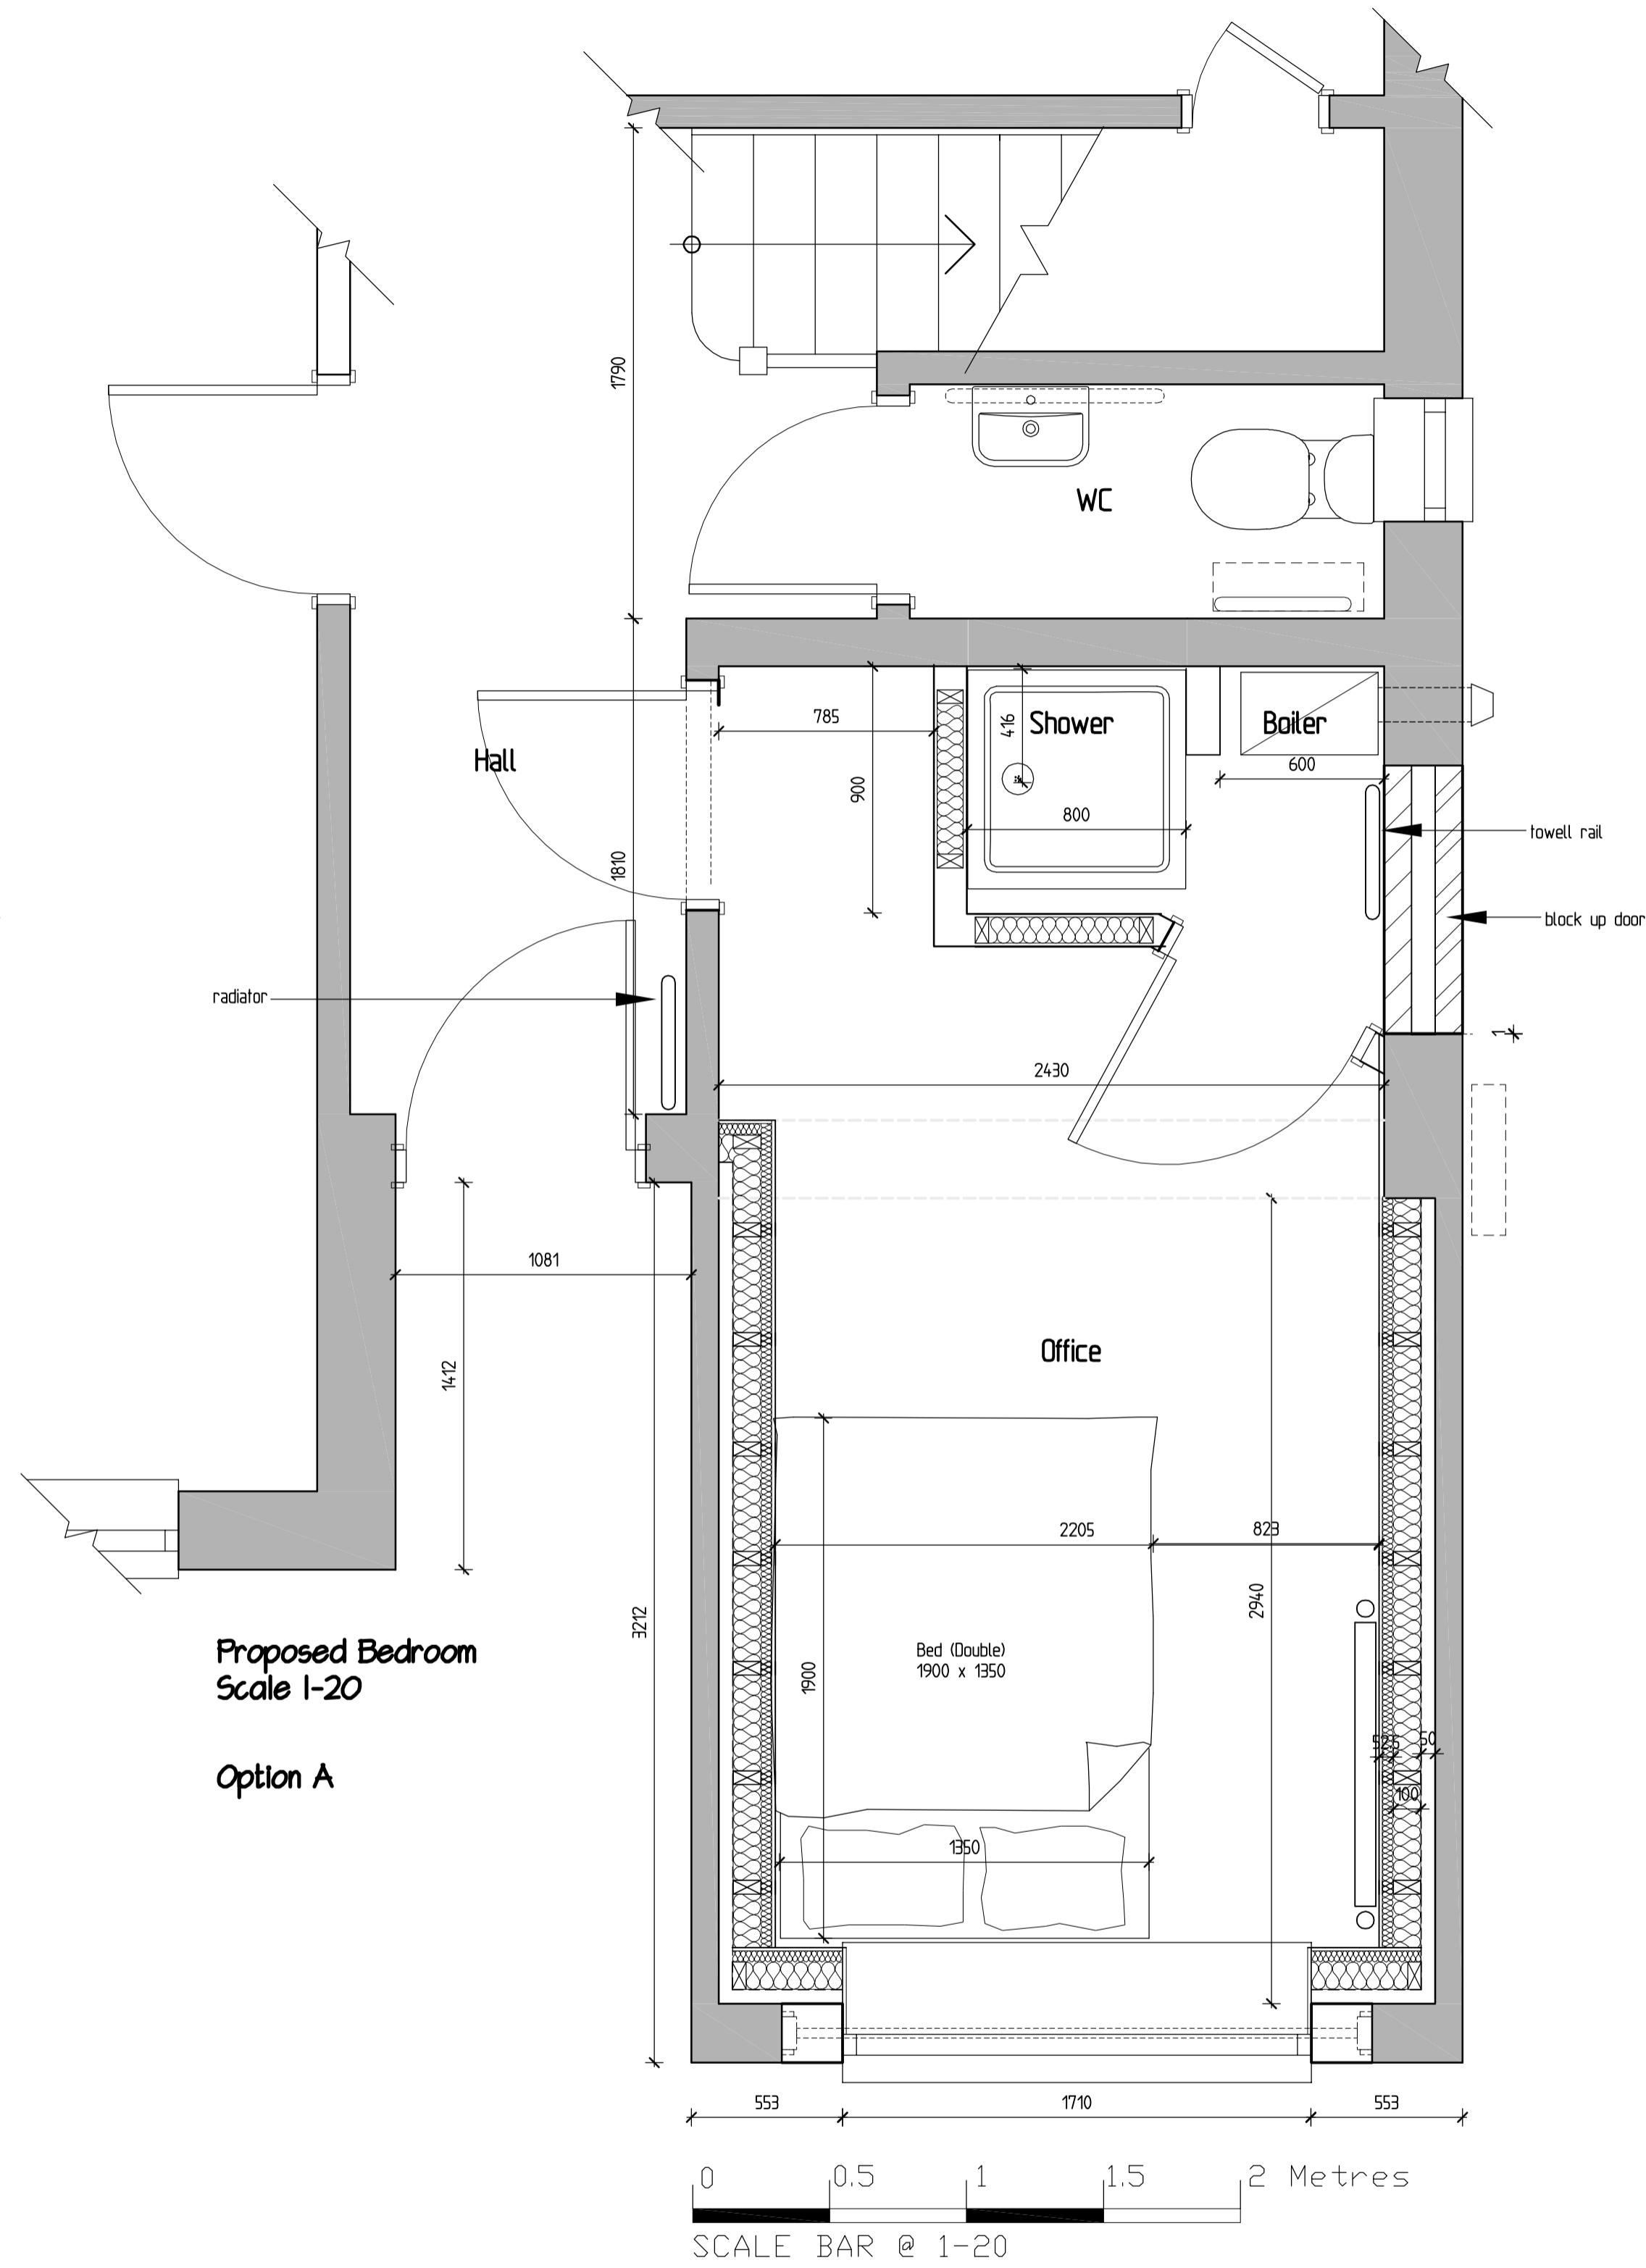 1790
WC
785
416
Shower
Boiler
600
Hall
900
800
1810
towell rail
block up door
radiator
1
2430
1081
Office
1412
2205
823
2940
3212
Proposed Bedroom
Scale 1-20
Bed (Double)
1900 x 1350
1900
50
100
Option A
1350
553
1710
553
0
0.5
1
1.5
2 Metres
SCALE BAR @ 1-20